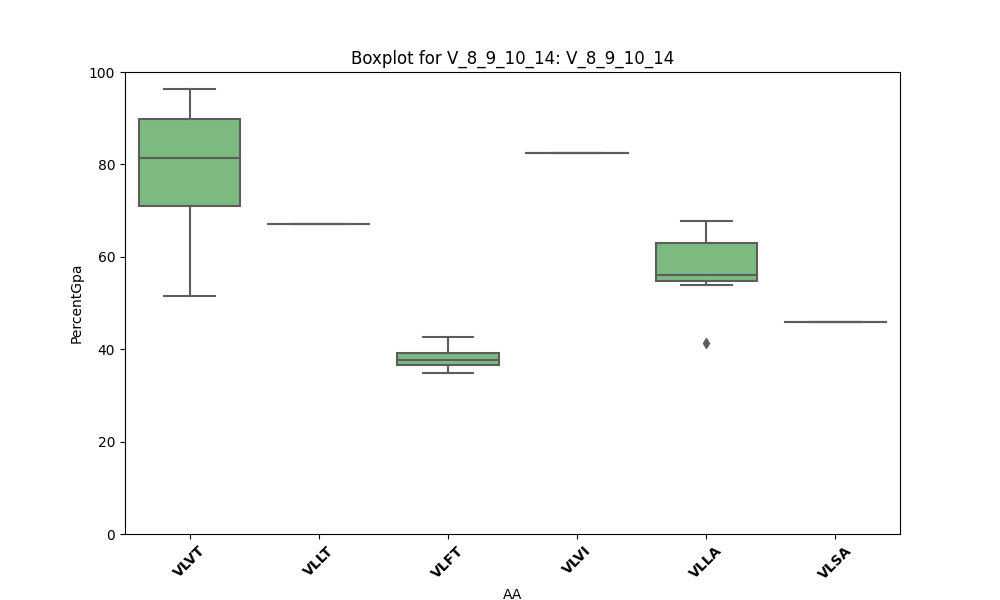 Boxplot for V_8_9_10_14: V_8_9_10_14
100
80
60
40
20
0
PercentGpa
VLVT
VLLT
VLFT
VLVI
VLLA
VLSA
AA